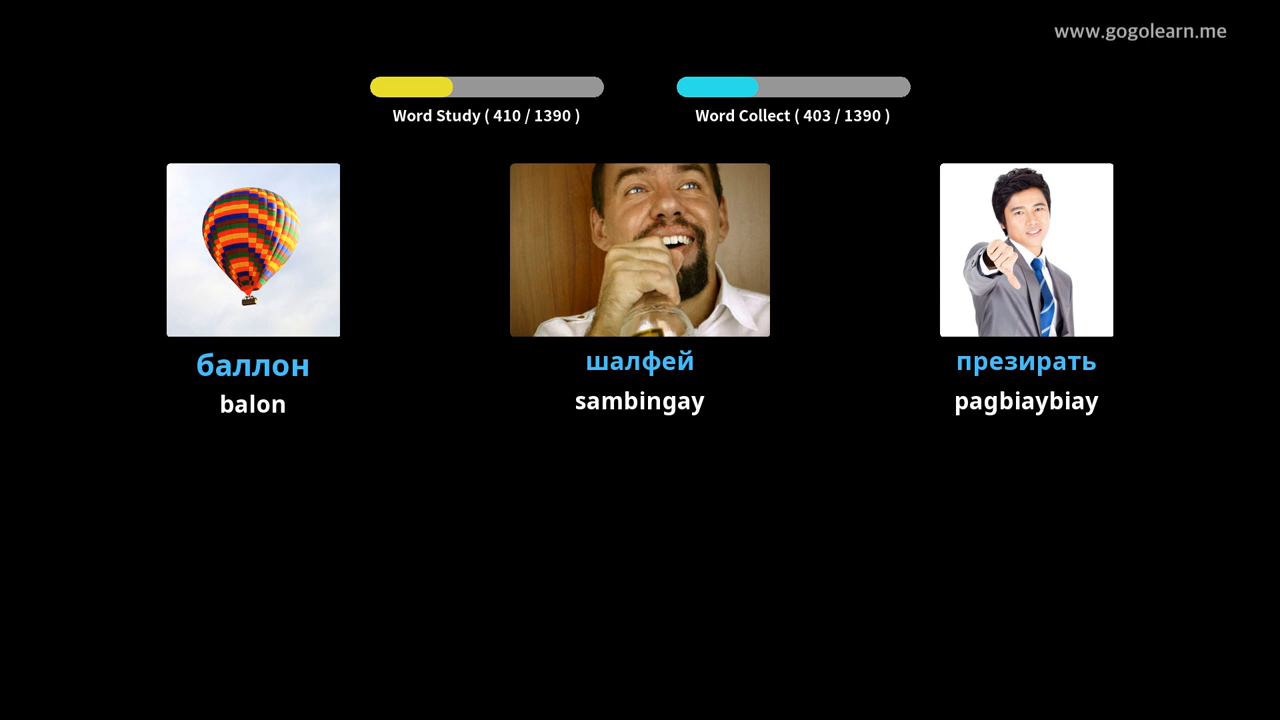 www.gogolearn.me
Word Study ( 410 / 1390 )
Word Collect ( 403 / 1390 )
баллон
balon
шалфей
sambingay
презирать
pagbiaybiay